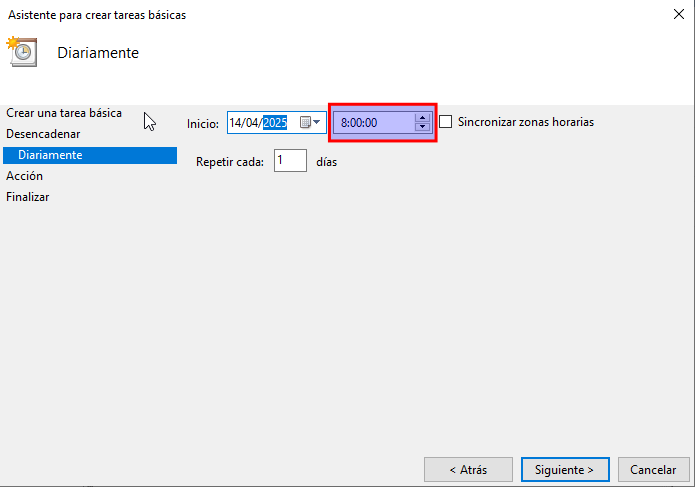 Asistente para crear tareas básicas
Diariamente
Crear una tarea básica
Desencadenar
Diariamente
Acción
Finalizar
Inicio: 14/04/2025 8:00:00 Sincronizar zonas horarias
Repetir cada: 1 días
< Atrás Siguiente > Cancelar